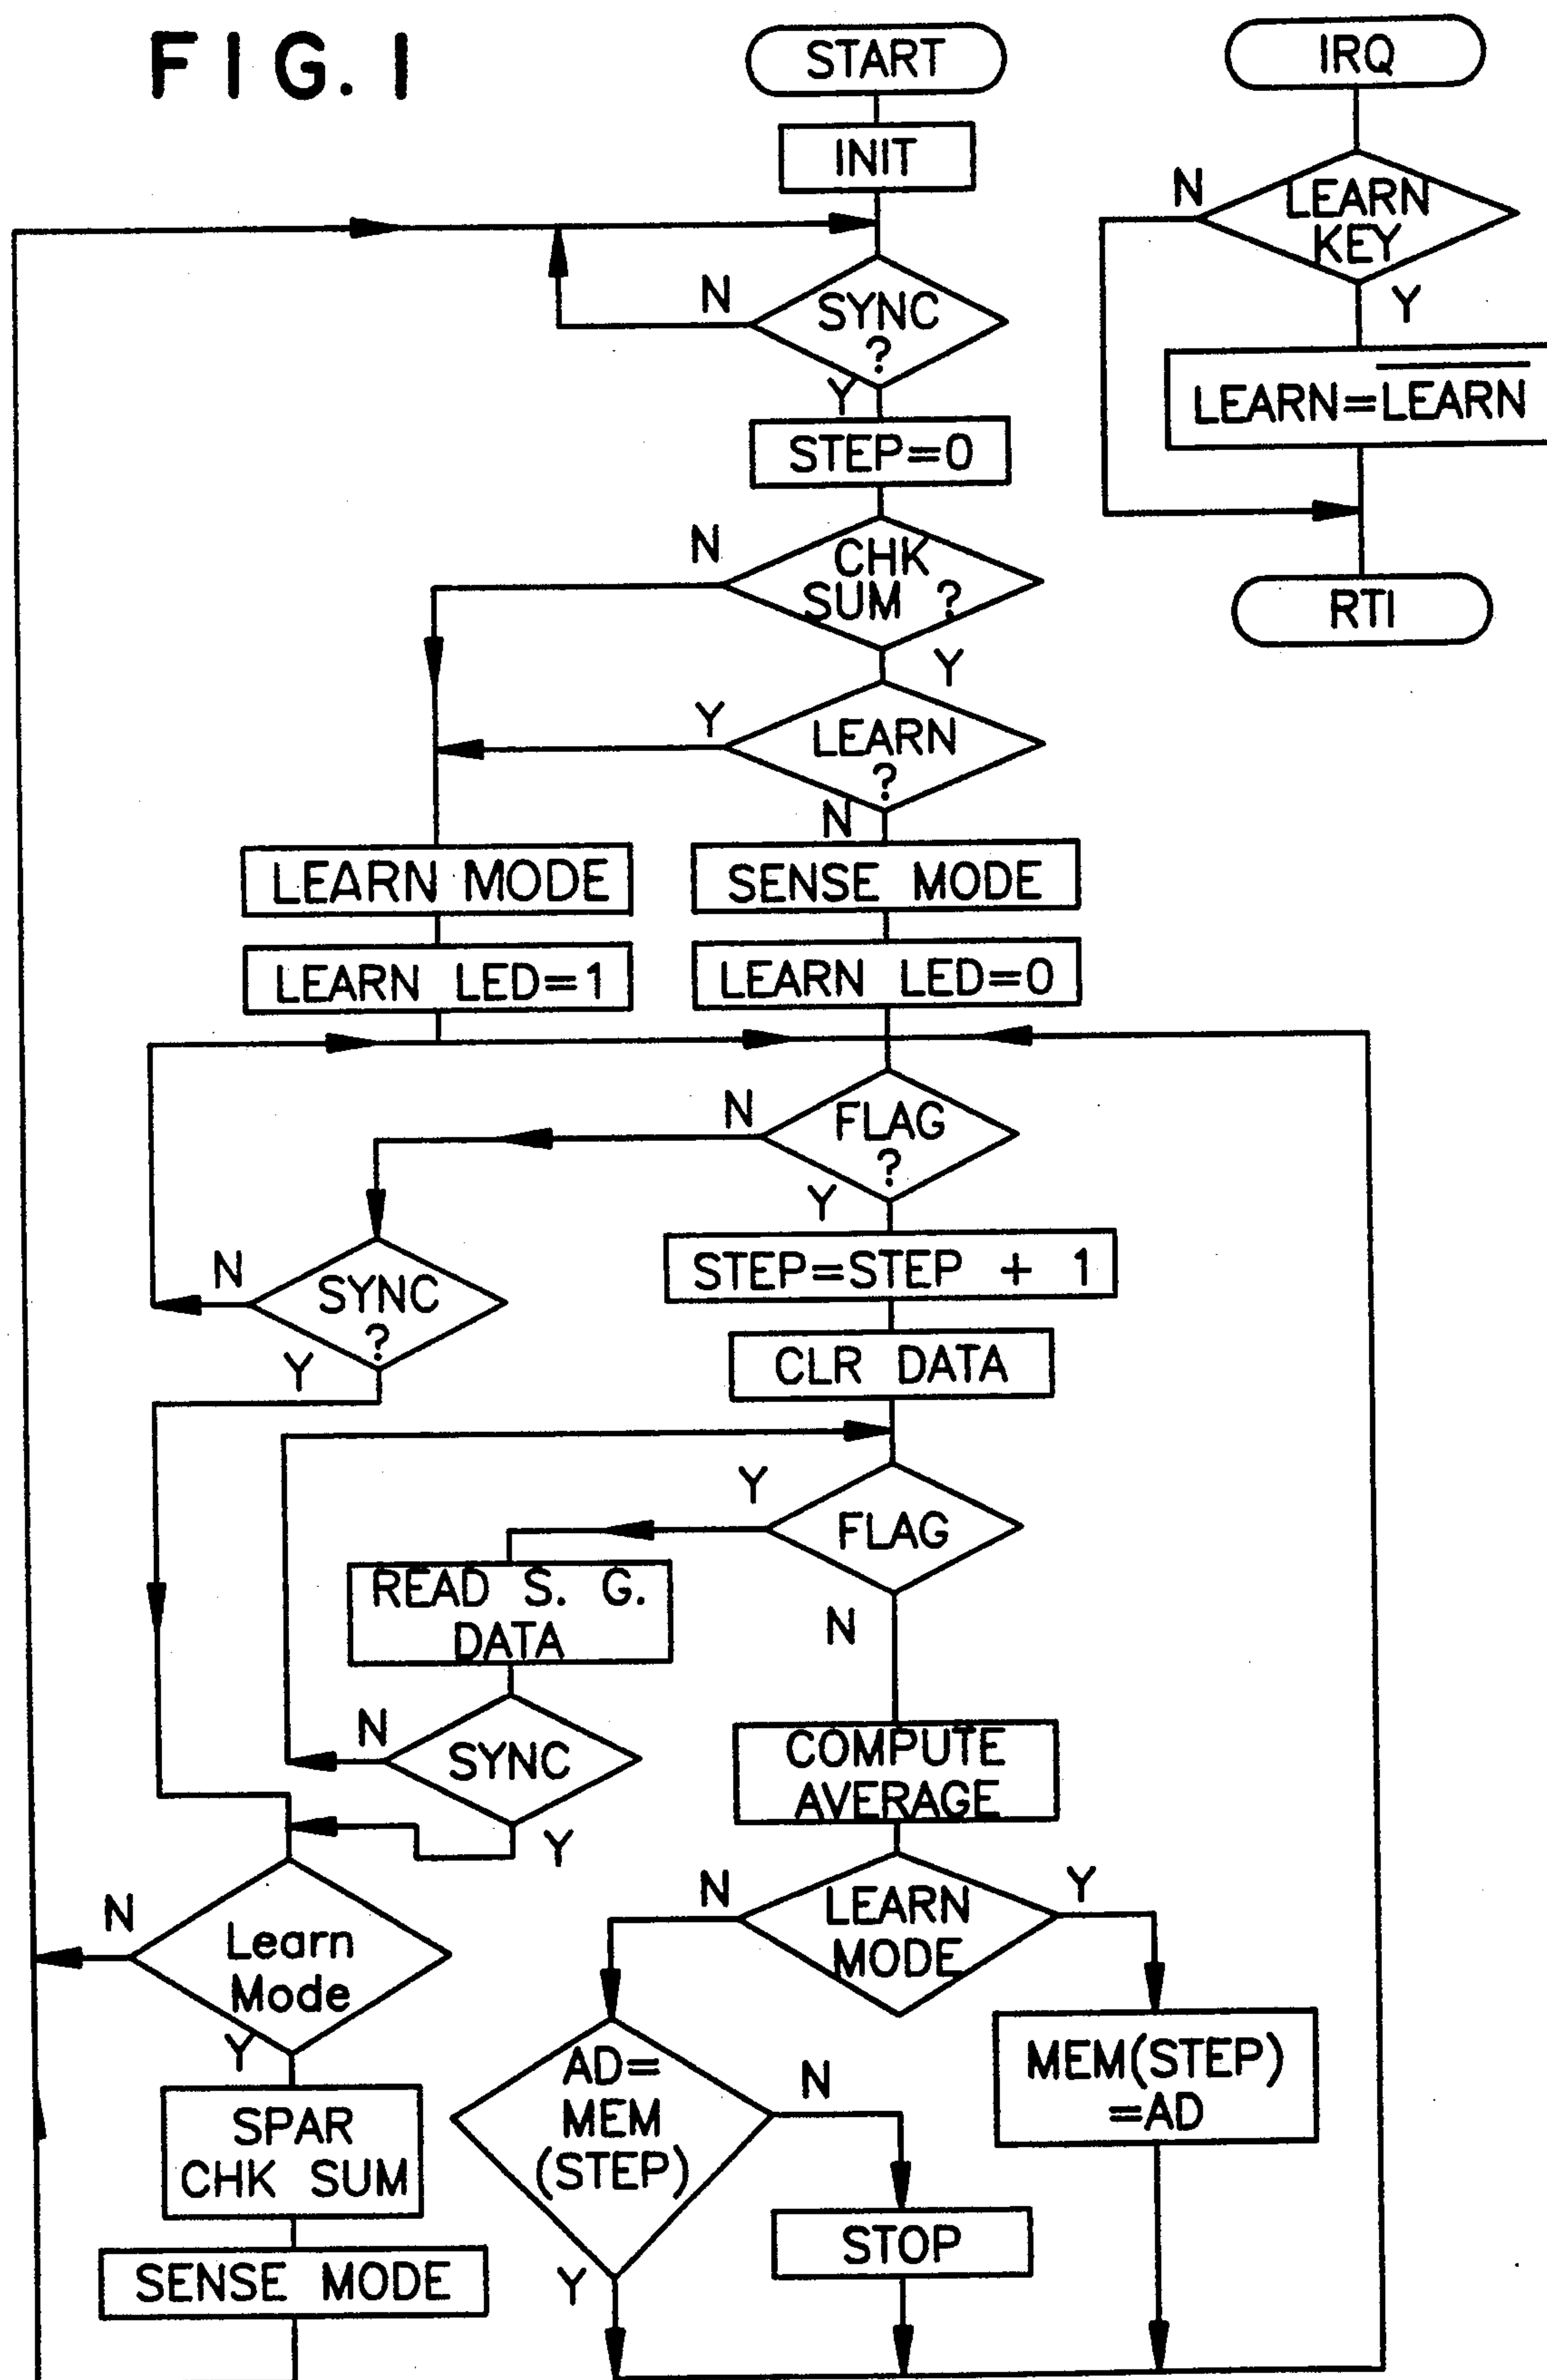 FIG. 1
START
INIT
N
SYNC
?
Y
STEP=0
N
CHK
SUM ?
Y
Y
LEARN
?
N
LEARN MODE
SENSE MODE
LEARN LED=1
LEARN LED=0
N
FLAG
?
Y
N
SYNC
?
Y
STEP=STEP + 1
CLR DATA
Y
FLAG
N
READ S. G.
DATA
N
SYNC
Y
COMPUTE
AVERAGE
N
LEARN
MODE
Y
N
Learn
Mode
Y
AD=
MEM
(STEP)
N
Y
MEM(STEP)
=AD
SPAR
CHK SUM
STOP
SENSE MODE
IRQ
N
LEARN
KEY
Y
LEARN=L̅E̅A̅R̅N̅
RTI